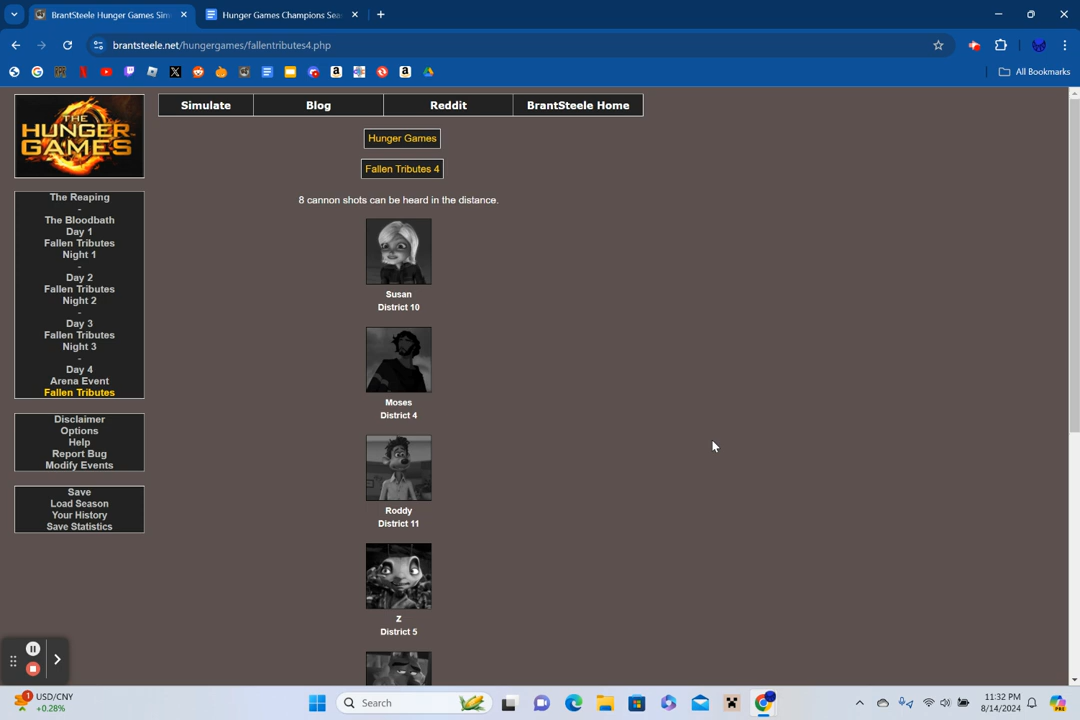 BrantSteele Hunger Games Sim
Hunger Games Champions Sea
brantsteele.net/hungergames/fallentributes4.php
All Bookmarks
THE
HUNGER
GAMES
Simulate
Blog
Reddit
BrantSteele Home
Hunger Games
Fallen Tributes 4
8 cannon shots can be heard in the distance.
Susan
District 10
Moses
District 4
Roddy
District 11
Z
District 5
The Reaping
-
The Bloodbath
Day 1
Fallen Tributes
Night 1
-
Day 2
Fallen Tributes
Night 2
-
Day 3
Fallen Tributes
Night 3
-
Day 4
Arena Event
Fallen Tributes
Disclaimer
Options
Help
Report Bug
Modify Events
Save
Load Season
Your History
Save Statistics
1
USD/CNY
+0.28%
Search
11:32 PM
8/14/2024
PRE